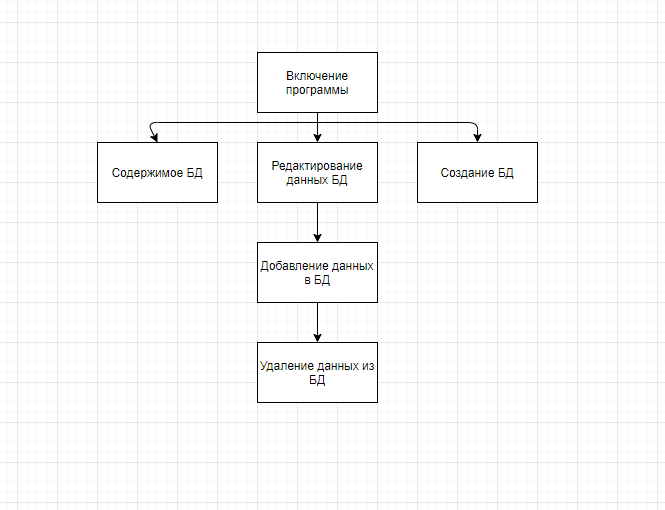 Включение
программы
Содержимое БД
Редактирование
данных БД
Создание БД
Добавление данных
в БД
Удаление данных из
БД